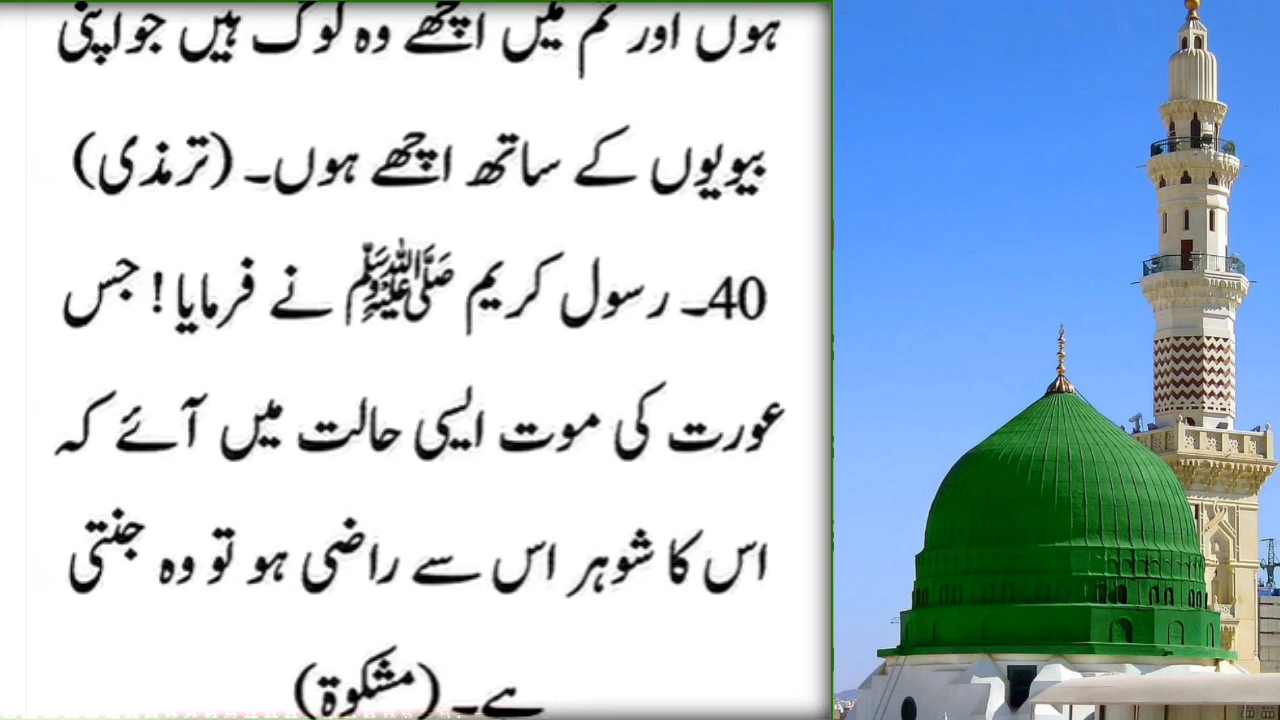 ہوں اور تم میں اچھے وہ لوگ ہیں جو اپنی
بیویوں کے ساتھ اچھے ہوں۔ (ترمذی)
40۔ رسول کریم ﷺ نے فرمایا! جس
عورت کی موت ایسی حالت میں آئے کہ
اس کا شوہر اس سے راضی ہو تو وہ جنتی
ہے۔ (مشکوۃ)